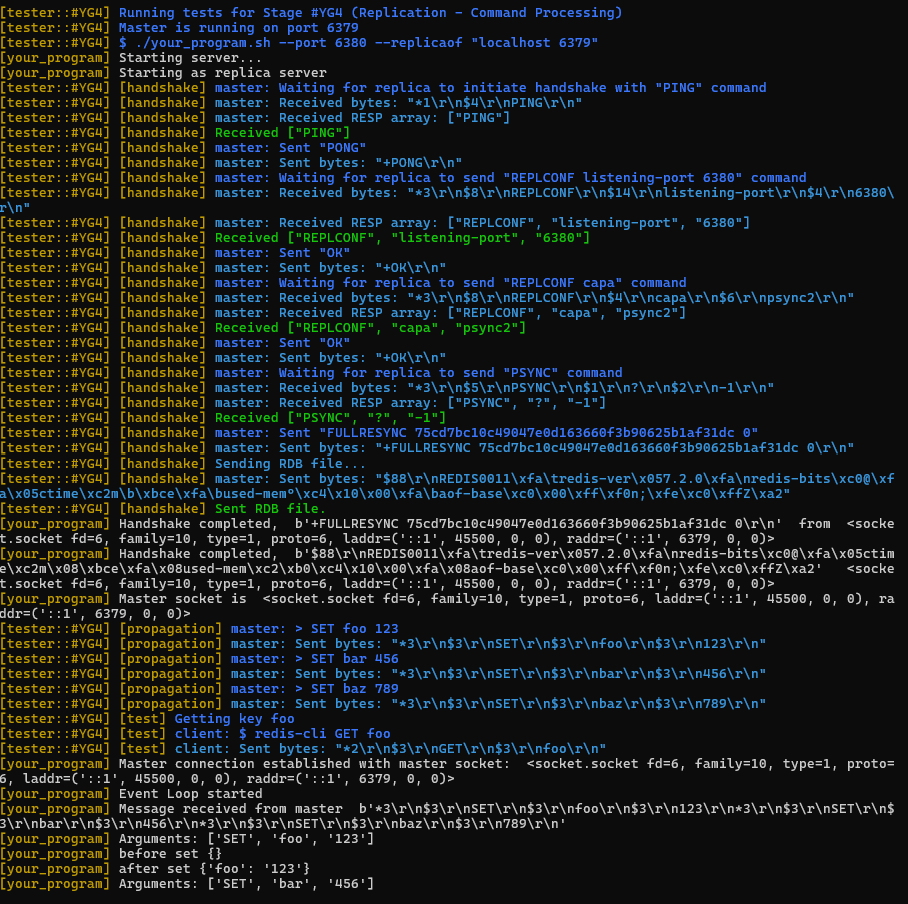 [tester::#YG4] Running tests for Stage #YG4 (Replication - Command Processing)
[tester::#YG4] Master is running on port 6379
[tester::#YG4] $ ./your_program.sh --port 6380 --replicaof "localhost 6379"
[your_program] Starting server...
[your_program] Starting as replica server
[tester::#YG4] [handshake] master: Waiting for replica to initiate handshake with "PING" command
[tester::#YG4] [handshake] master: Received bytes: "*1\r\n$4\r\nPING\r\n"
[tester::#YG4] [handshake] master: Received RESP array: ["PING"]
[tester::#YG4] [handshake] Received ["PING"]
[tester::#YG4] [handshake] master: Sent "PONG"
[tester::#YG4] [handshake] master: Sent bytes: "+PONG\r\n"
[tester::#YG4] [handshake] master: Waiting for replica to send "REPLCONF listening-port 6380" command
[tester::#YG4] [handshake] master: Received bytes: "*3\r\n$8\r\nREPLCONF\r\n$14\r\nlistening-port\r\n$4\r\n6380\
r\n"
[tester::#YG4] [handshake] master: Received RESP array: ["REPLCONF", "listening-port", "6380"]
[tester::#YG4] [handshake] Received ["REPLCONF", "listening-port", "6380"]
[tester::#YG4] [handshake] master: Sent "OK"
[tester::#YG4] [handshake] master: Sent bytes: "+OK\r\n"
[tester::#YG4] [handshake] master: Waiting for replica to send "REPLCONF capa" command
[tester::#YG4] [handshake] master: Received bytes: "*3\r\n$8\r\nREPLCONF\r\n$4\r\ncapa\r\n$6\r\npsync2\r\n"
[tester::#YG4] [handshake] master: Received RESP array: ["REPLCONF", "capa", "psync2"]
[tester::#YG4] [handshake] Received ["REPLCONF", "capa", "psync2"]
[tester::#YG4] [handshake] master: Sent "OK"
[tester::#YG4] [handshake] master: Sent bytes: "+OK\r\n"
[tester::#YG4] [handshake] master: Waiting for replica to send "PSYNC" command
[tester::#YG4] [handshake] master: Received bytes: "*3\r\n$5\r\nPSYNC\r\n$1\r\n?\r\n$2\r\n-1\r\n"
[tester::#YG4] [handshake] master: Received RESP array: ["PSYNC", "?", "-1"]
[tester::#YG4] [handshake] Received ["PSYNC", "?", "-1"]
[tester::#YG4] [handshake] master: Sent "FULLRESYNC 75cd7bc10c49047e0d163660f3b90625b1af31dc 0"
[tester::#YG4] [handshake] master: Sent bytes: "+FULLRESYNC 75cd7bc10c49047e0d163660f3b90625b1af31dc 0\r\n"
[tester::#YG4] [handshake] Sending RDB file...
[tester::#YG4] [handshake] master: Sent bytes: "$88\r\nREDIS0011\xfa\tredis-ver\x057.2.0\xfa\nredis-bits\xc0@\xf
a\x05ctime\xc2m\b\xbce\xfa\bused-mem°\xc4\x10\x00\xfa\baof-base\xc0\x00\xff\xf0n;\xfe\xc0\xffZ\xa2"
[tester::#YG4] [handshake] Sent RDB file.
[your_program] Handshake completed,  b'+FULLRESYNC 75cd7bc10c49047e0d163660f3b90625b1af31dc 0\r\n'  from  <socke
t.socket fd=6, family=10, type=1, proto=6, laddr=('::1', 45500, 0, 0), raddr=('::1', 6379, 0, 0)>
[your_program] Handshake completed,  b'$88\r\nREDIS0011\xfa\tredis-ver\x057.2.0\xfa\nredis-bits\xc0@\xfa\x05ctim
e\xc2m\x08\xbce\xfa\x08used-mem\xc2\xb0\xc4\x10\x00\xfa\x08aof-base\xc0\x00\xff\xf0n;\xfe\xc0\xffZ\xa2'   <socke
t.socket fd=6, family=10, type=1, proto=6, laddr=('::1', 45500, 0, 0), raddr=('::1', 6379, 0, 0)>
[your_program] Master socket is  <socket.socket fd=6, family=10, type=1, proto=6, laddr=('::1', 45500, 0, 0), ra
ddr=('::1', 6379, 0, 0)>
[tester::#YG4] [propagation] master: > SET foo 123
[tester::#YG4] [propagation] master: Sent bytes: "*3\r\n$3\r\nSET\r\n$3\r\nfoo\r\n$3\r\n123\r\n"
[tester::#YG4] [propagation] master: > SET bar 456
[tester::#YG4] [propagation] master: Sent bytes: "*3\r\n$3\r\nSET\r\n$3\r\nbar\r\n$3\r\n456\r\n"
[tester::#YG4] [propagation] master: > SET baz 789
[tester::#YG4] [propagation] master: Sent bytes: "*3\r\n$3\r\nSET\r\n$3\r\nbaz\r\n$3\r\n789\r\n"
[tester::#YG4] [test] Getting key foo
[tester::#YG4] [test] client: $ redis-cli GET foo
[tester::#YG4] [test] client: Sent bytes: "*2\r\n$3\r\nGET\r\n$3\r\nfoo\r\n"
[your_program] Master connection established with master socket:  <socket.socket fd=6, family=10, type=1, proto=
6, laddr=('::1', 45500, 0, 0), raddr=('::1', 6379, 0, 0)>
[your_program] Event Loop started
[your_program] Message received from master  b'*3\r\n$3\r\nSET\r\n$3\r\nfoo\r\n$3\r\n123\r\n*3\r\n$3\r\nSET\r\n$
3\r\nbar\r\n$3\r\n456\r\n*3\r\n$3\r\nSET\r\n$3\r\nbaz\r\n$3\r\n789\r\n'
[your_program] Arguments: ['SET', 'foo', '123']
[your_program] before set {}
[your_program] after set {'foo': '123'}
[your_program] Arguments: ['SET', 'bar', '456']